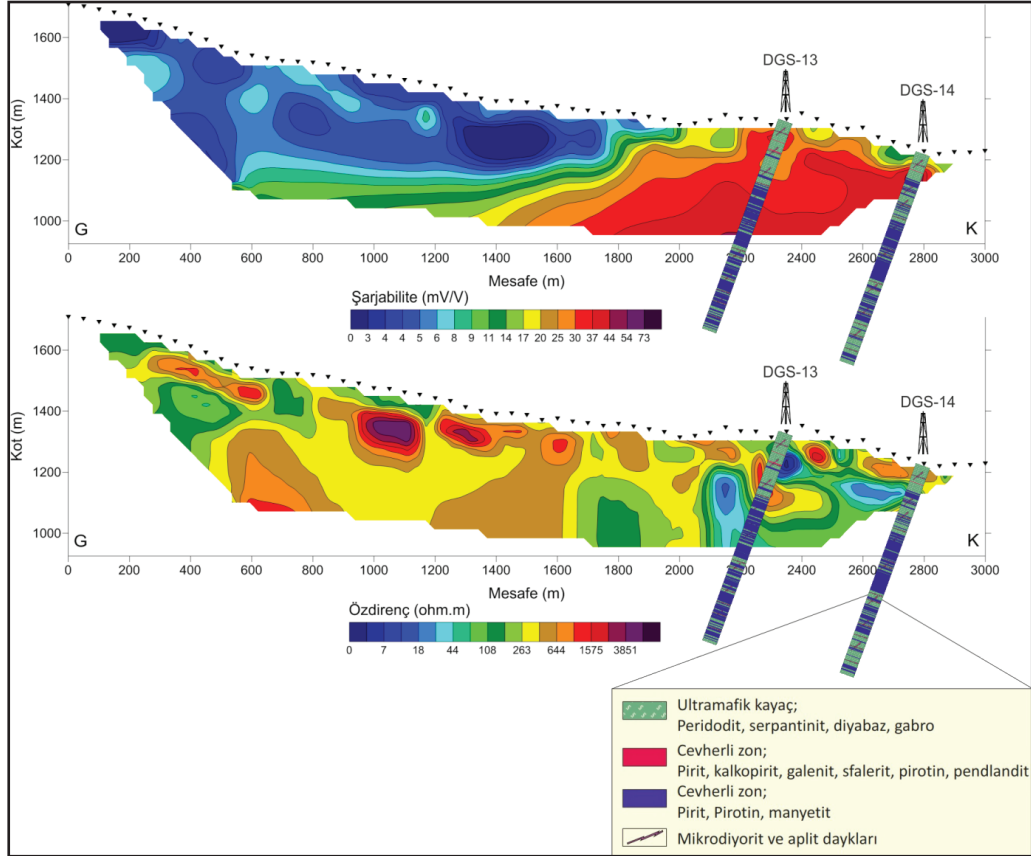 DGS-13
DGS-14
Kot (m)
1600
1400
1200
1000
G
K
0 200 400 600 800 1000 1200 1400 1600 1800 2000 2200 2400 2600 2800 3000
Mesafe (m)
Şarjabilite (mV/V)
0 3 4 4 5 6 8 9 11 14 17 20 25 30 37 44 54 73
DGS-13
DGS-14
Kot (m)
1600
1400
1200
1000
G
K
0 200 400 600 800 1000 1200 1400 1600 1800 2000 2200 2400 2600 2800 3000
Mesafe (m)
Özdirenç (ohm.m)
0 7 18 44 108 263 644 1575 3851
Ultramafik kayaç;
Peridodit, serpantinit, diyabaz, gabro
Cevherli zon;
Pirit, kalkopirit, galenit, sfalerit, pirotin, pendlandit
Cevherli zon;
Pirit, Pirotin, manyetit
Mikrodiyorit ve aplit daykları